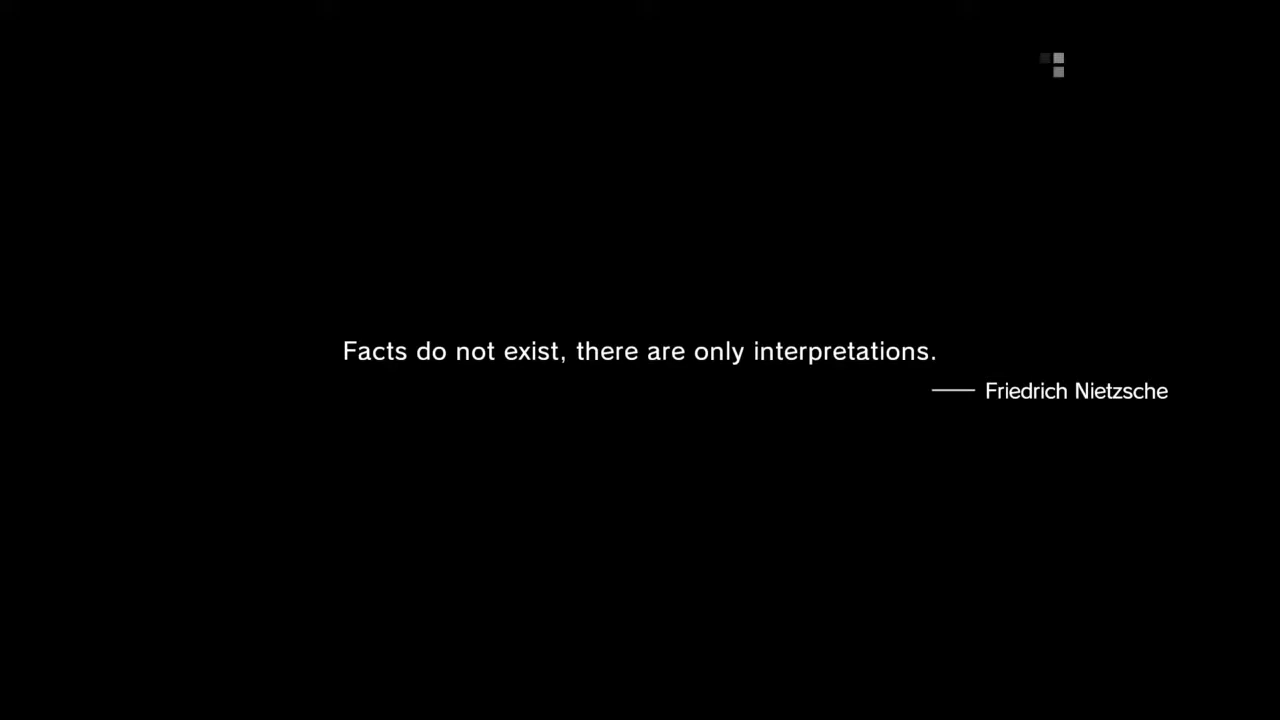 Facts do not exist, there are only interpretations.
—— Friedrich Nietzsche